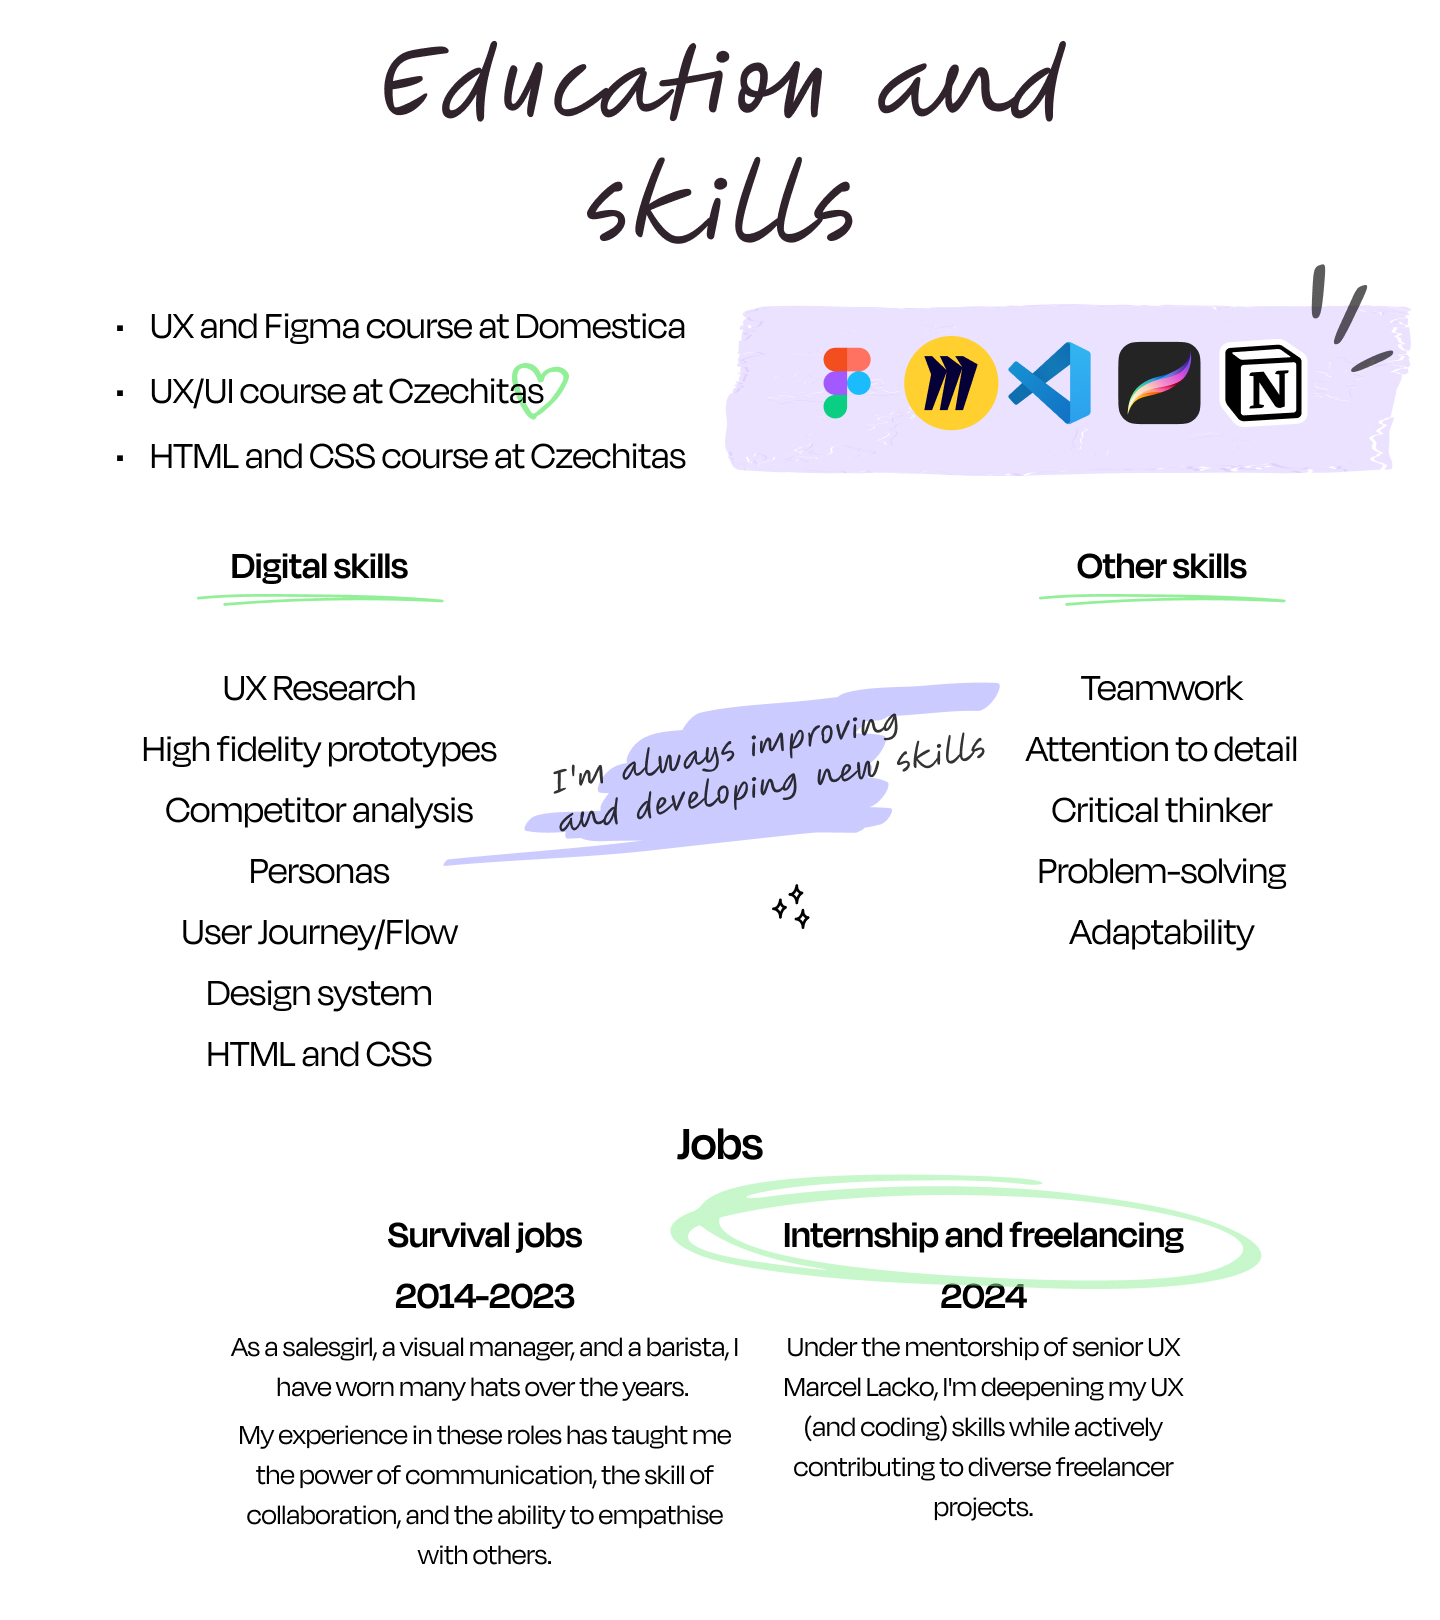 Education and
skills
UX and Figma course at Domestica
UX/UI course at Czechitas
HTML and CSS course at Czechitas
N
Digital skills
UX Research
High fidelity prototypes
Competitor analysis
Personas
User Journey/Flow
Design system
HTML and CSS
I'm always improving
and developing new skills
Other skills
Teamwork
Attention to detail
Critical thinker
Problem-solving
Adaptability
Jobs
Survival jobs
2014-2023
As a salesgirl, a visual manager, and a barista, I
have worn many hats over the years.
My experience in these roles has taught me
the power of communication, the skill of
collaboration, and the ability to empathise
with others.
Internship and freelancing
2024
Under the mentorship of senior UX
Marcel Lacko, I'm deepening my UX
(and coding) skills while actively
contributing to diverse freelancer
projects.